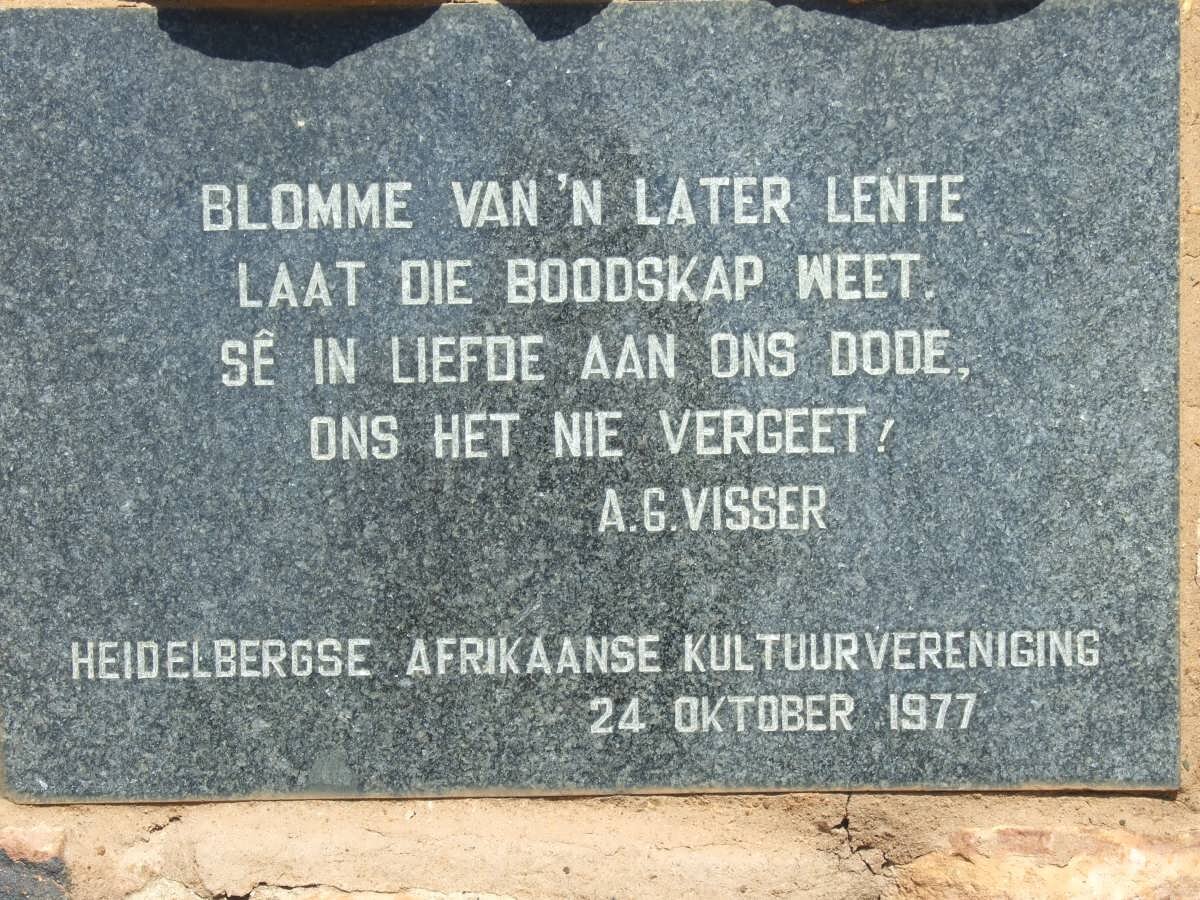 BLOMME VAN 'N LATER LENTE
LAAT DIE BOODSKAP WEET.
SÊ IN LIEFDE AAN ONS DODE,
ONS HET NIE VERGEET!
A.G.VISSER
HEIDELBERGSE AFRIKAANSE KULTUURVERENIGING
24 OKTOBER 1977